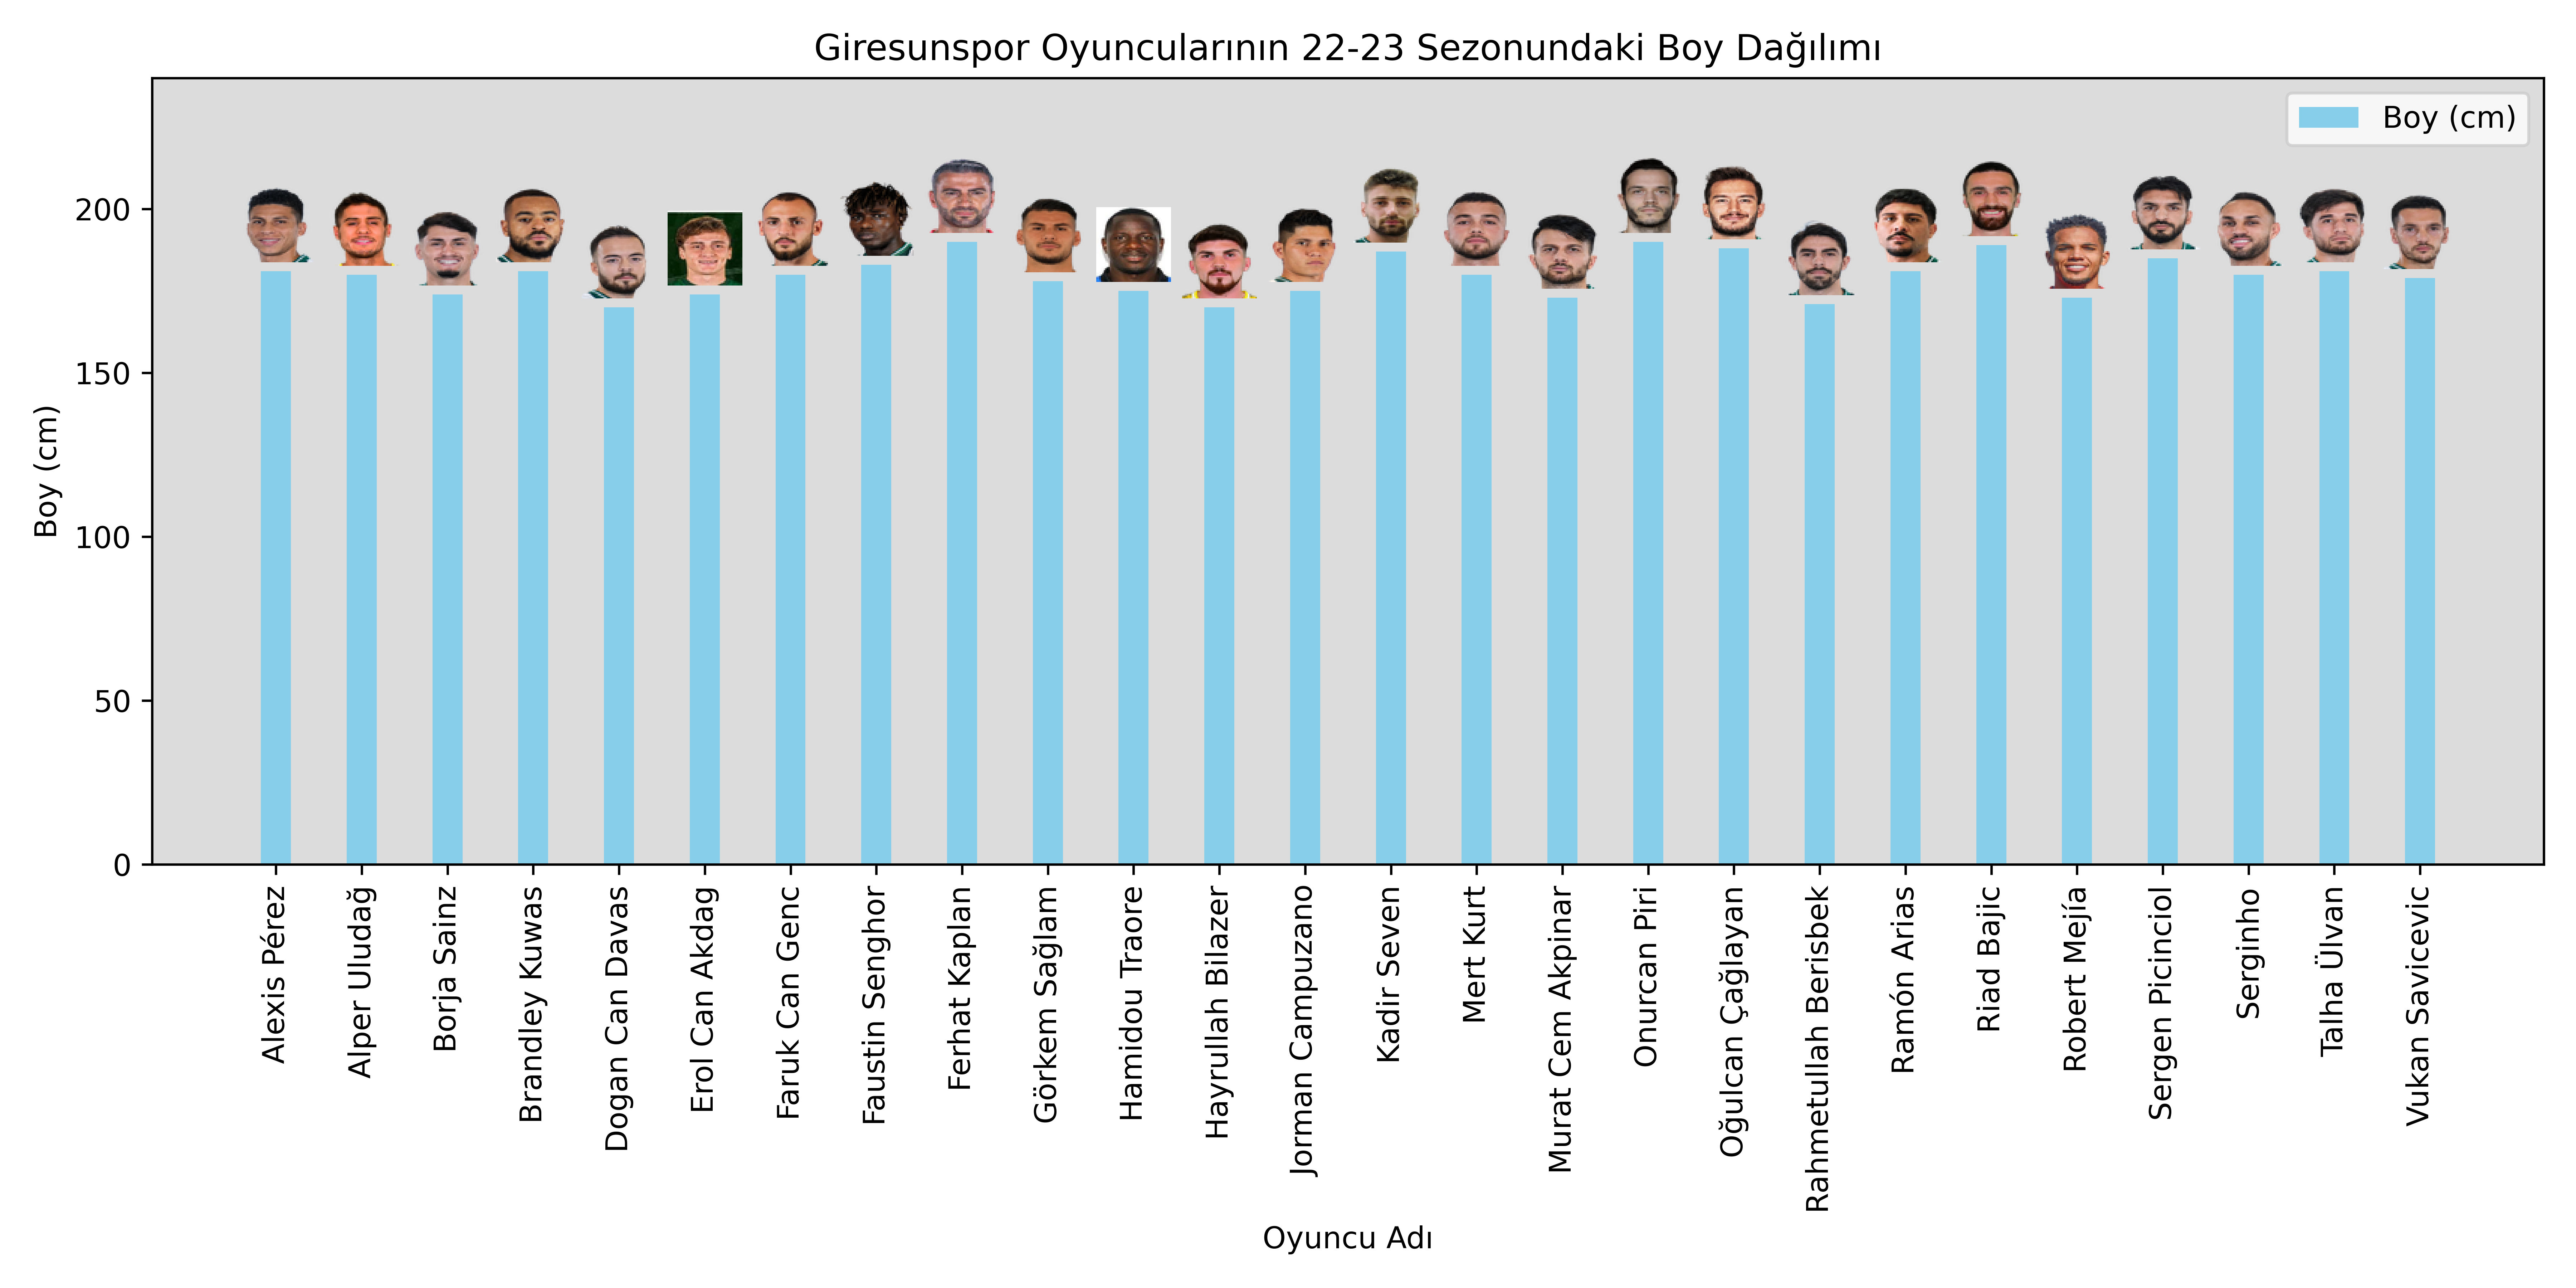 Giresunspor Oyuncularının 22-23 Sezonundaki Boy Dağılımı
Boy (cm)
200
150
100
50
0
Boy (cm)
Alexis Pérez
Alper Uludağ
Borja Sainz
Brandley Kuwas
Dogan Can Davas
Erol Can Akdag
Faruk Can Genc
Faustin Senghor
Ferhat Kaplan
Görkem Sağlam
Hamidou Traore
Hayrullah Bilazer
Jorman Campuzano
Kadir Seven
Mert Kurt
Murat Cem Akpinar
Onurcan Piri
Oğulcan Çağlayan
Rahmetullah Berisbek
Ramón Arias
Riad Bajic
Robert Mejía
Sergen Picinciol
Serginho
Talha Ülvan
Vukan Savicevic
Oyuncu Adı